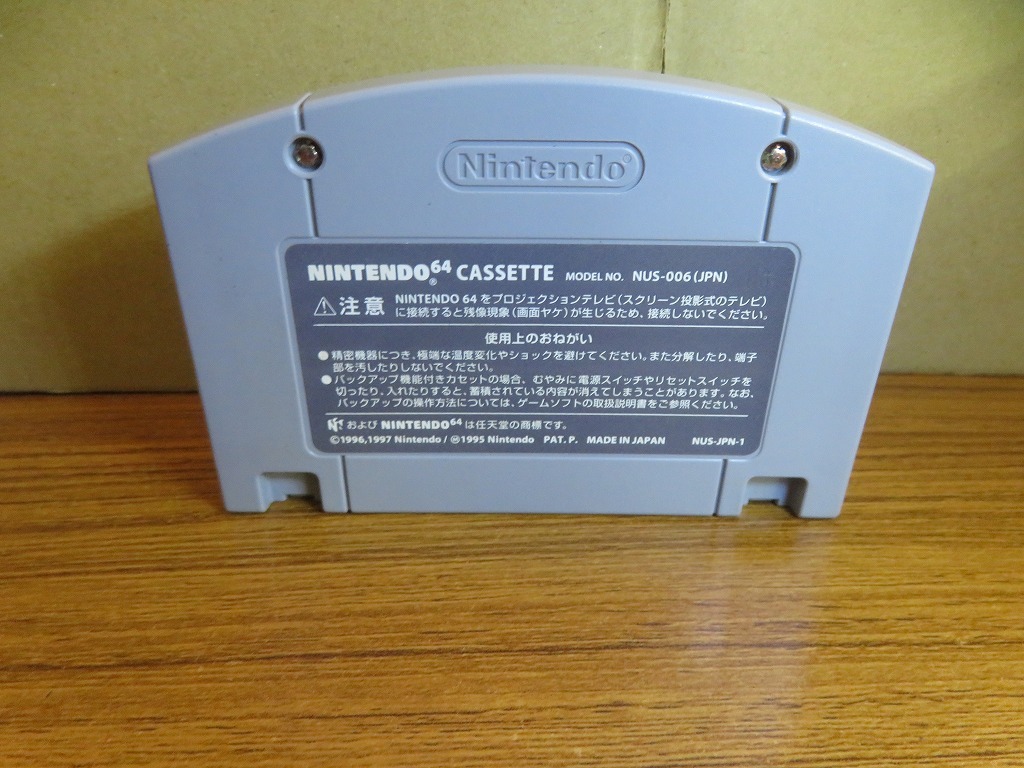 Nintendo®
NINTENDO64® CASSETTE MODEL NO. NUS-006(JPN)
⚠注意 NINTENDO 64をプロジェクションテレビ(スクリーン投影式のテレビ)
に接続すると残像現象(画面ヤケ)が生じるため、接続しないでください。
使用上のおねがい
●精密機器につき、極端な温度変化やショックを避けてください。また分解したり、端子
部を汚したりしないでください。
●バックアップ機能付きカセットの場合、むやみに電源スイッチやリセットスイッチを
切ったり、入れたりすると、蓄積されている内容が消えてしまうことがあります。なお、
バックアップの操作方法については、ゲームソフトの取扱説明書をご参照ください。
および NINTENDO64は任天堂の商標です。
©1996,1997 Nintendo/Ⓜ1995 Nintendo PAT. P. MADE IN JAPAN NUS-JPN-1